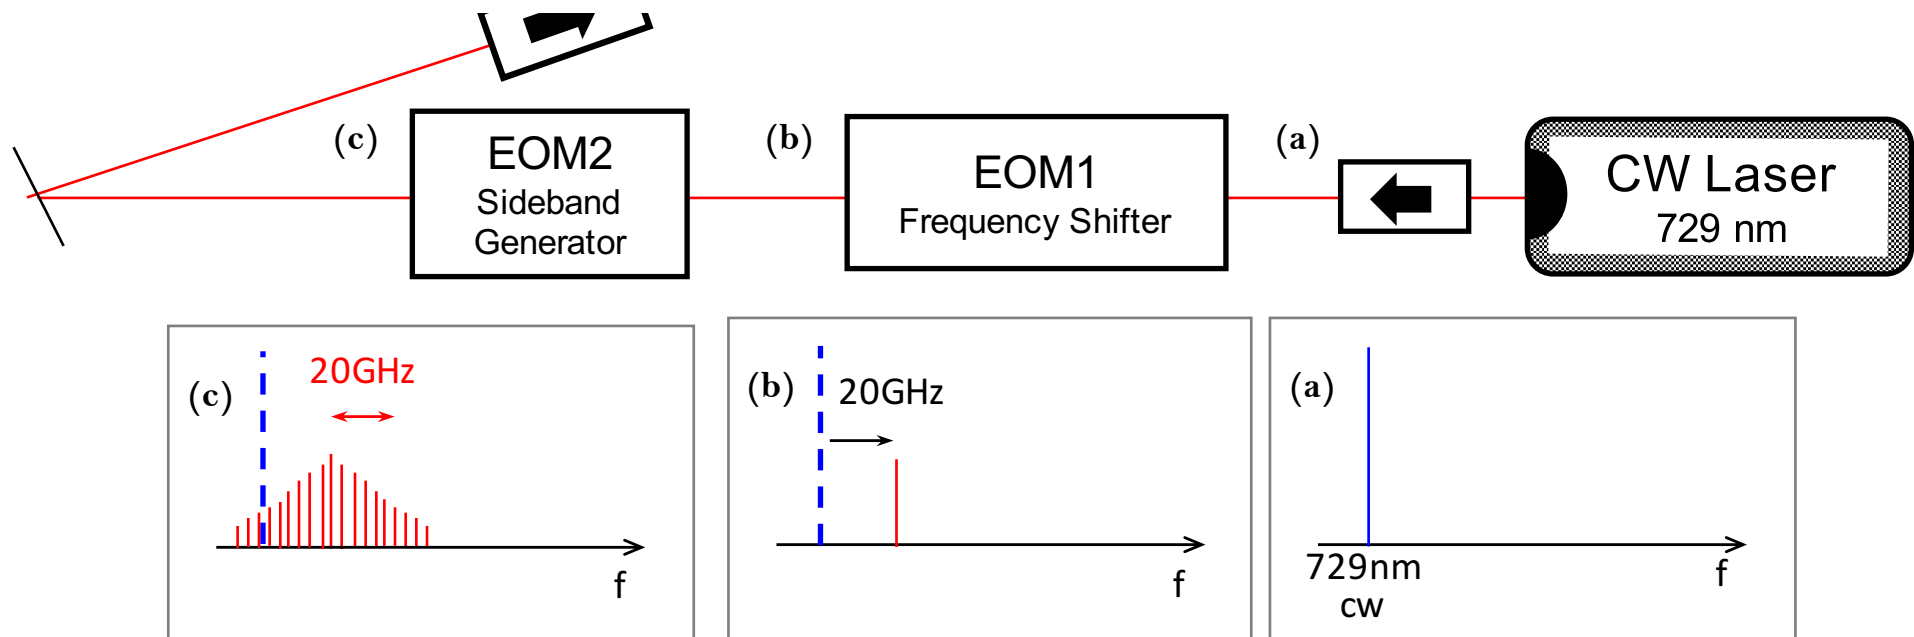 (c)
EOM2
Sideband
Generator
(b)
EOM1
Frequency Shifter
(a)
CW Laser
729 nm
(c)
20GHz
f
(b)
20GHz
f
(a)
729nm
cw
f